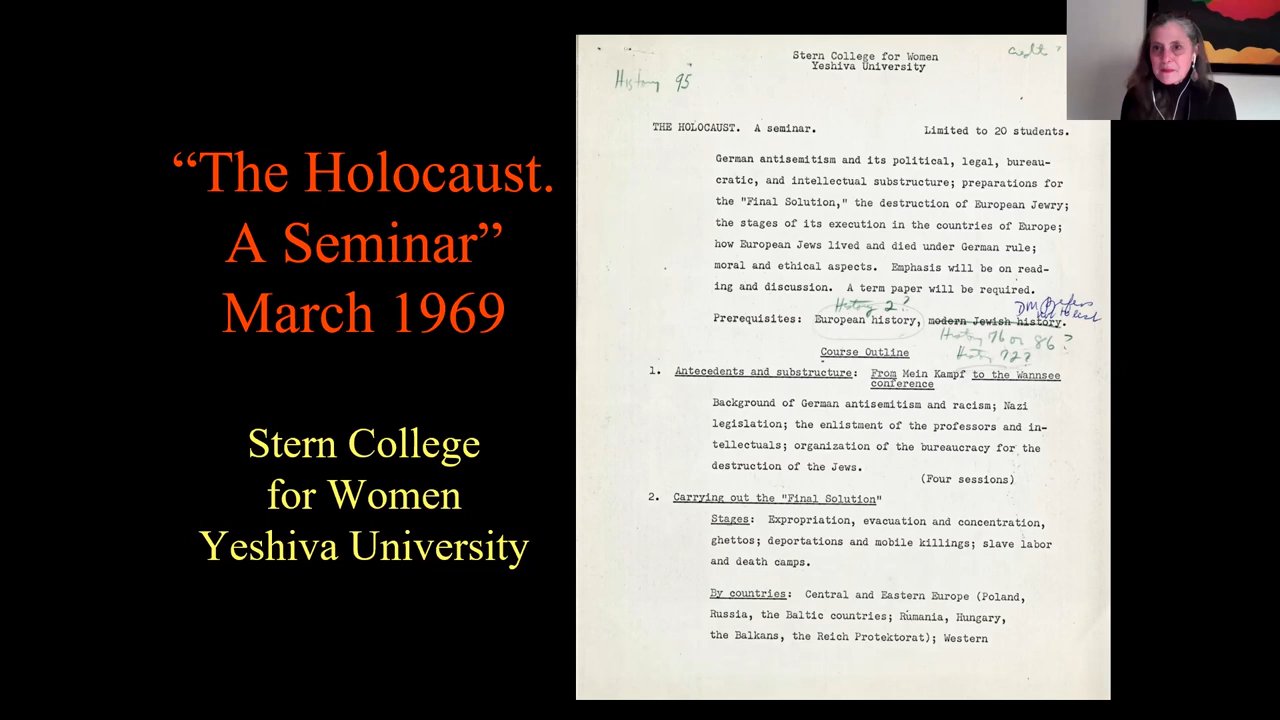 “The Holocaust.
A Seminar”
March 1969
Stern College
for Women
Yeshiva University
Stern College for Women
Yeshiva University
History 95
THE HOLOCAUST. A seminar. Limited to 20 students.
German antisemitism and its political, legal, bureau-
cratic, and intellectual substructure; preparations for
the "Final Solution," the destruction of European Jewry;
the stages of its execution in the countries of Europe;
how European Jews lived and died under German rule;
moral and ethical aspects. Emphasis will be on read-
ing and discussion. A term paper will be required.
History 2?
Prerequisites: European history, modern Jewish history.
History 76 or 86?
Course Outline
1. Antecedents and substructure: From Mein Kampf to the Wannsee
conference
Background of German antisemitism and racism; Nazi
legislation; the enlistment of the professors and in-
tellectuals; organization of the bureaucracy for the
destruction of the Jews.
(Four sessions)
2. Carrying out the "Final Solution"
Stages: Expropriation, evacuation and concentration,
ghettos; deportations and mobile killings; slave labor
and death camps.
By countries: Central and Eastern Europe (Poland,
Russia, the Baltic countries; Rumania, Hungary,
the Balkans, the Reich Protektorat); Western